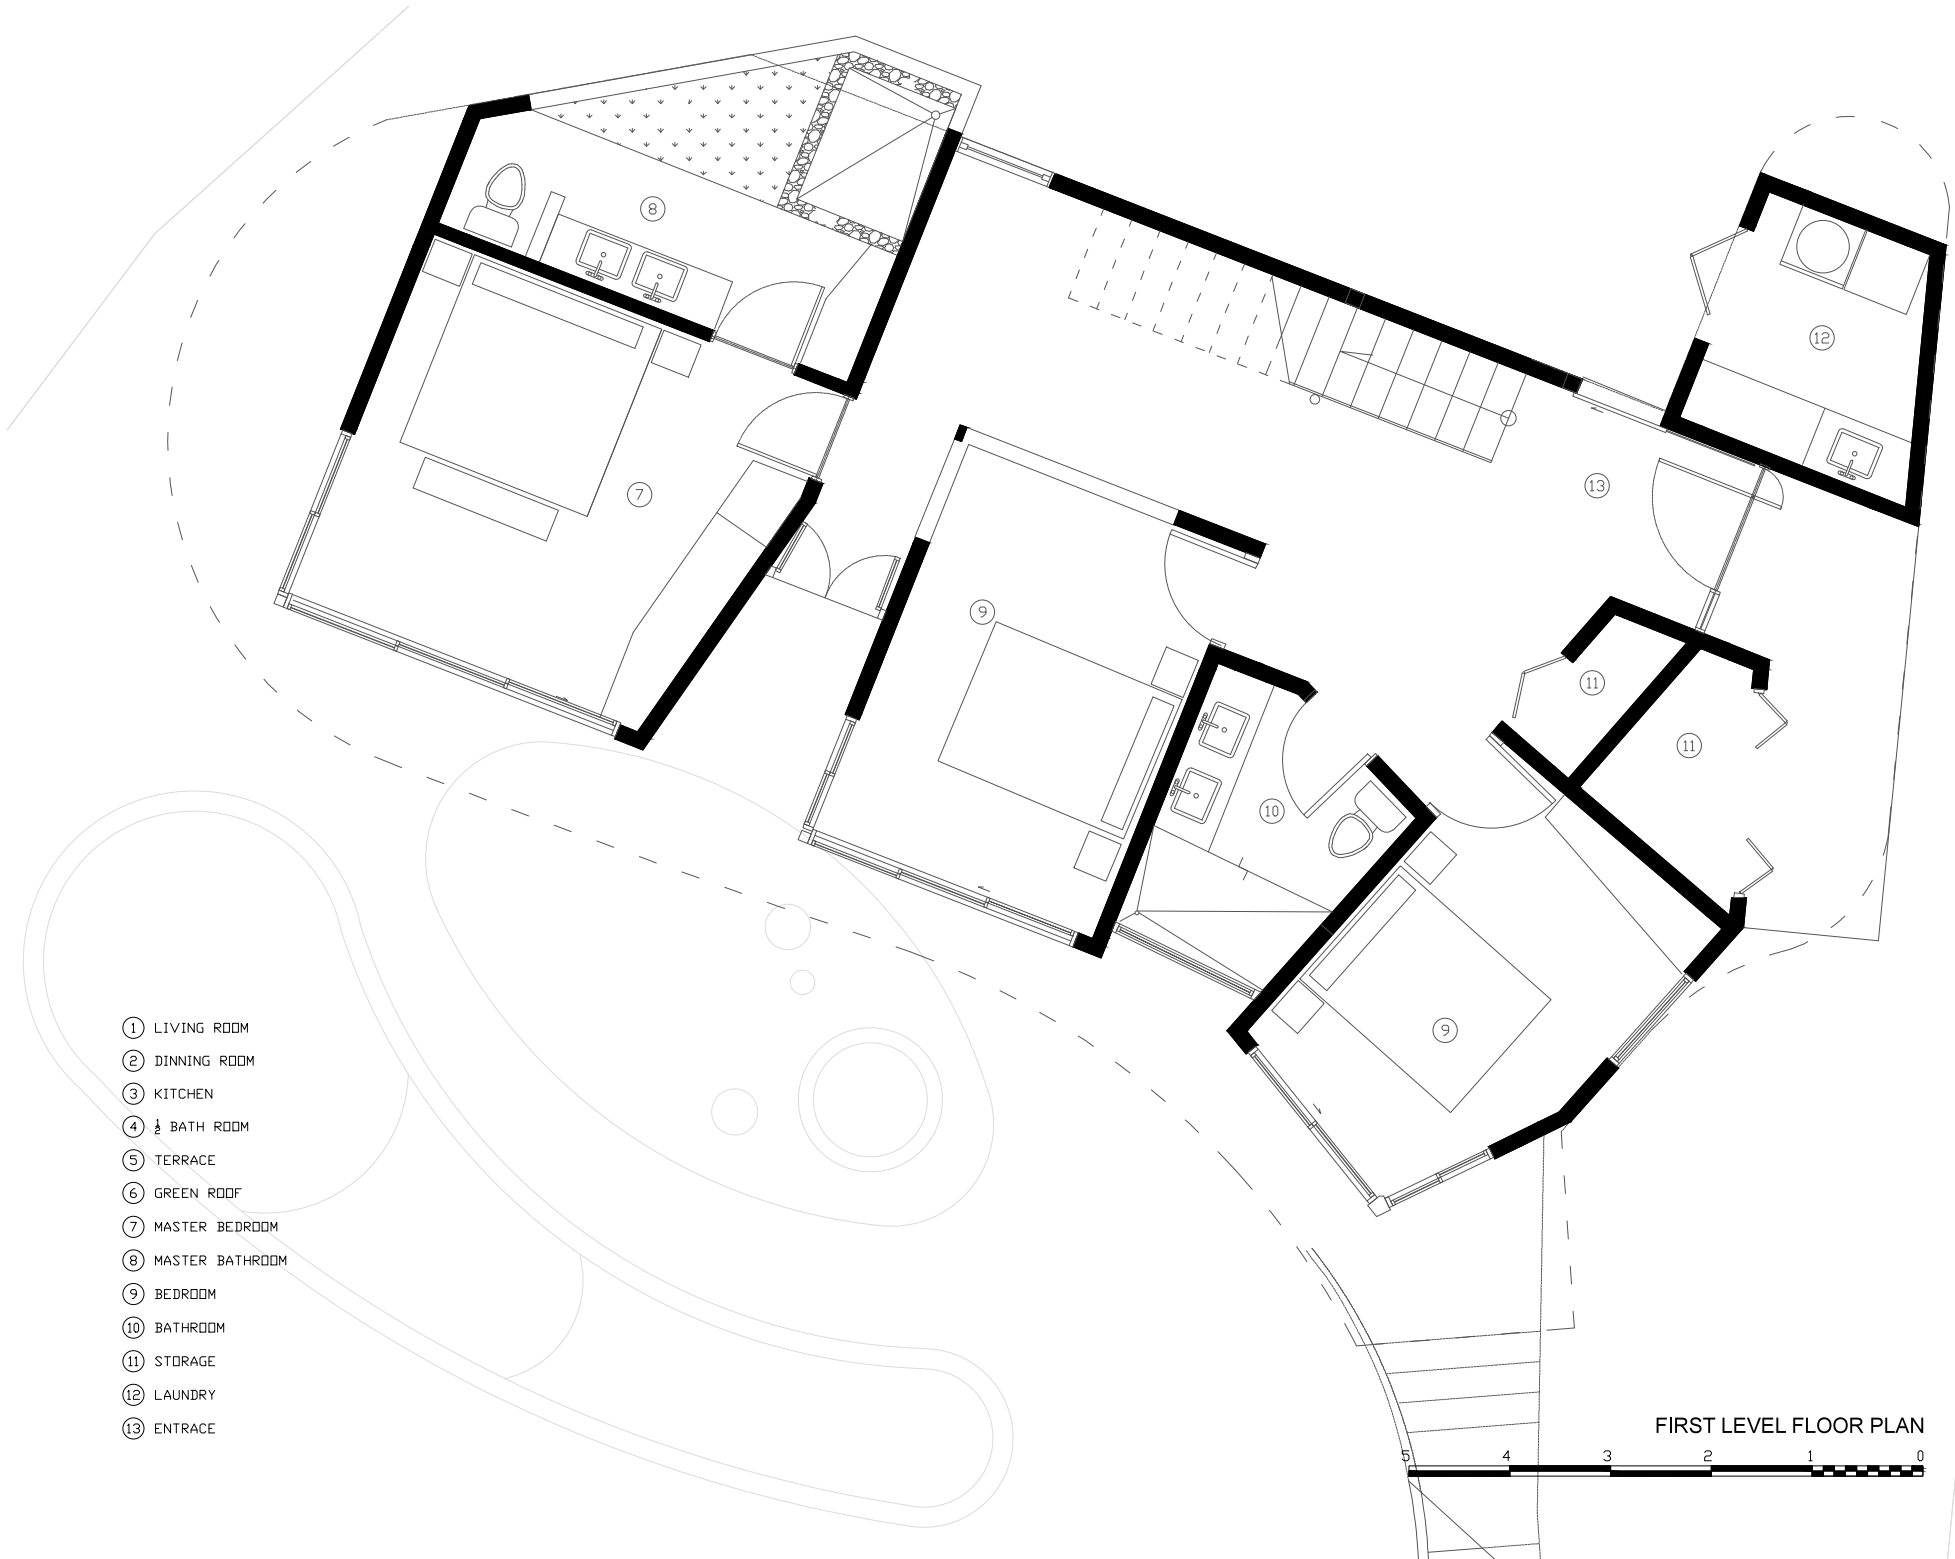 8
12
7
13
9
11
11
10
9
1 LIVING ROOM
2 DINNING ROOM
3 KITCHEN
4 ½ BATH ROOM
5 TERRACE
6 GREEN ROOF
7 MASTER BEDROOM
8 MASTER BATHROOM
9 BEDROOM
10 BATHROOM
11 STORAGE
12 LAUNDRY
13 ENTRACE
FIRST LEVEL FLOOR PLAN
5 4 3 2 1 0